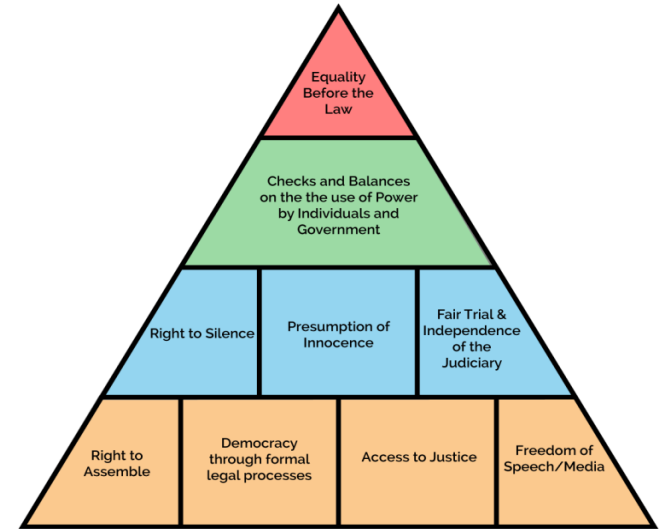 Equality
Before the
Law
Checks and Balances
on the the use of Power
by Individuals and
Government
Right to Silence
Presumption of
Innocence
Fair Trial &
Independence
of the
Judiciary
Right to
Assemble
Democracy
through formal
legal processes
Access to Justice
Freedom of
Speech/Media